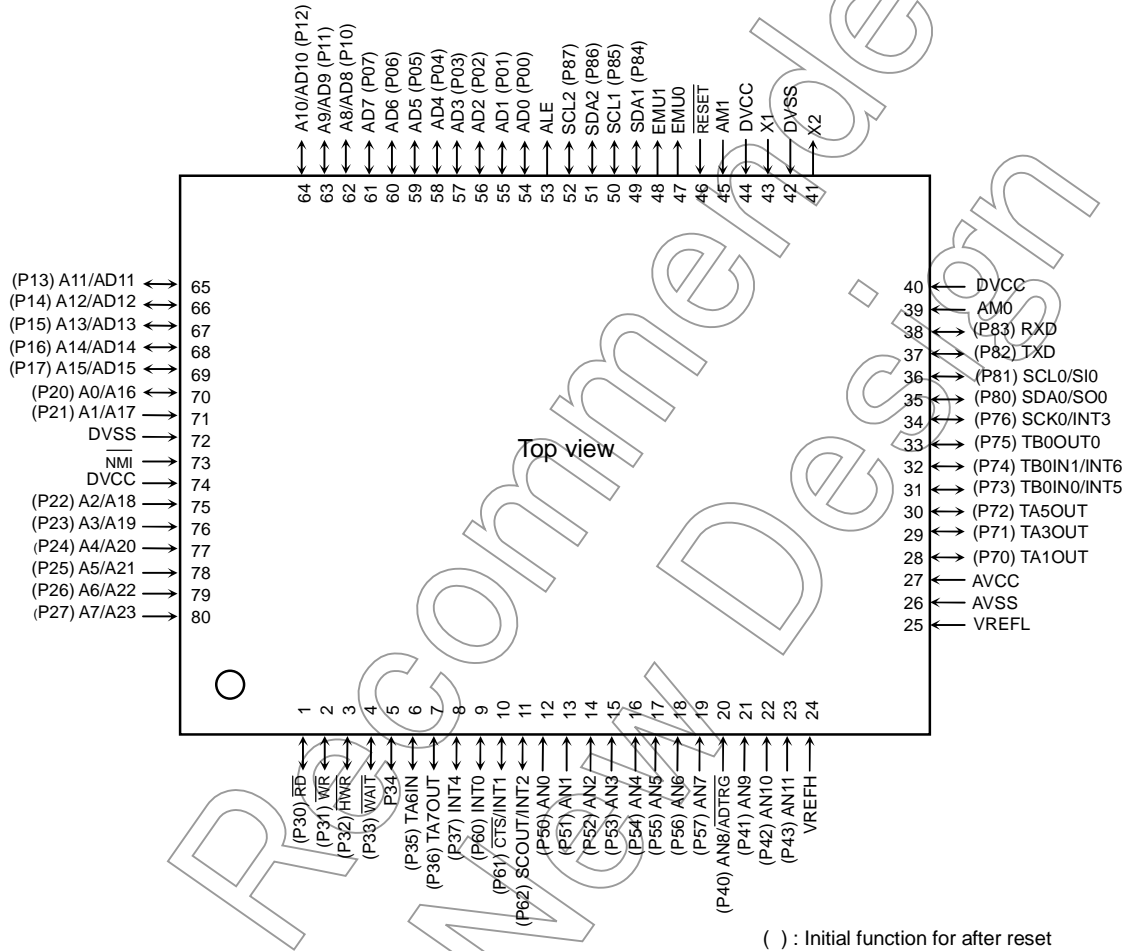 A10/AD10 (P12)
A9/AD9 (P11)
A8/AD8 (P10)
AD7 (P07)
AD6 (P06)
AD5 (P05)
AD4 (P04)
AD3 (P03)
AD2 (P02)
AD1 (P01)
AD0 (P00)
ALE
SCL2 (P87)
SDA2 (P86)
SCL1 (P85)
SDA1 (P84)
EMU1
EMU0
RESET
AM1
DVCC
X1
DVSS
X2
64
63
62
61
60
59
58
57
56
55
54
53
52
51
50
49
48
47
46
45
44
43
42
41
(P13) A11/AD11 65
(P14) A12/AD12 66
(P15) A13/AD13 67
(P16) A14/AD14 68
(P17) A15/AD15 69
(P20) A0/A16 70
(P21) A1/A17 71
DVSS 72
NMI 73
DVCC 74
(P22) A2/A18 75
(P23) A3/A19 76
(P24) A4/A20 77
(P25) A5/A21 78
(P26) A6/A22 79
(P27) A7/A23 80
Top view
40 DVCC
39 AM0
38 (P83) RXD
37 (P82) TXD
36 (P81) SCL0/SI0
35 (P80) SDA0/SO0
34 (P76) SCK0/INT3
33 (P75) TB0OUT0
32 (P74) TB0IN1/INT6
31 (P73) TB0IN0/INT5
30 (P72) TA5OUT
29 (P71) TA3OUT
28 (P70) TA1OUT
27 AVCC
26 AVSS
25 VREFL
1
2
3
4
5
6
7
8
9
10
11
12
13
14
15
16
17
18
19
20
21
22
23
24
(P30) RD
(P31) WR
(P32) HWR
(P33) WAIT
P34
(P35) TA6IN
(P36) TA7OUT
(P37) INT4
(P60) INT0
(P61) CTS/INT1
(P62) SCOUT/INT2
(P50) AN0
(P51) AN1
(P52) AN2
(P53) AN3
(P54) AN4
(P55) AN5
(P56) AN6
(P57) AN7
(P40) AN8/ADTRG
(P41) AN9
(P42) AN10
(P43) AN11
VREFH
( ) : Initial function for after reset
Recommende
New Design